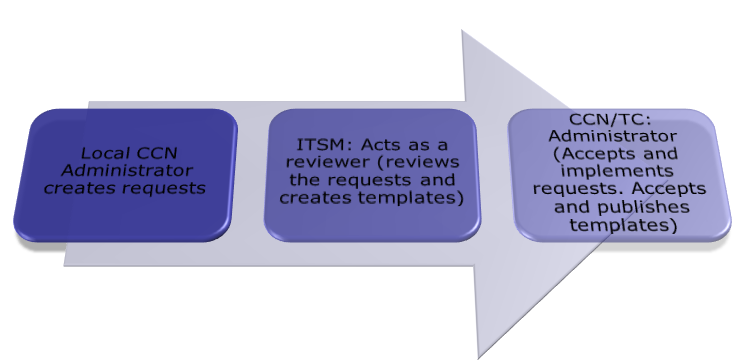 Local CCN
Administrator
creates requests
ITSM: Acts as a
reviewer (reviews
the requests and
creates templates)
CCN/TC:
Administrator
(Accepts and
implements
requests. Accepts
and publishes
templates)